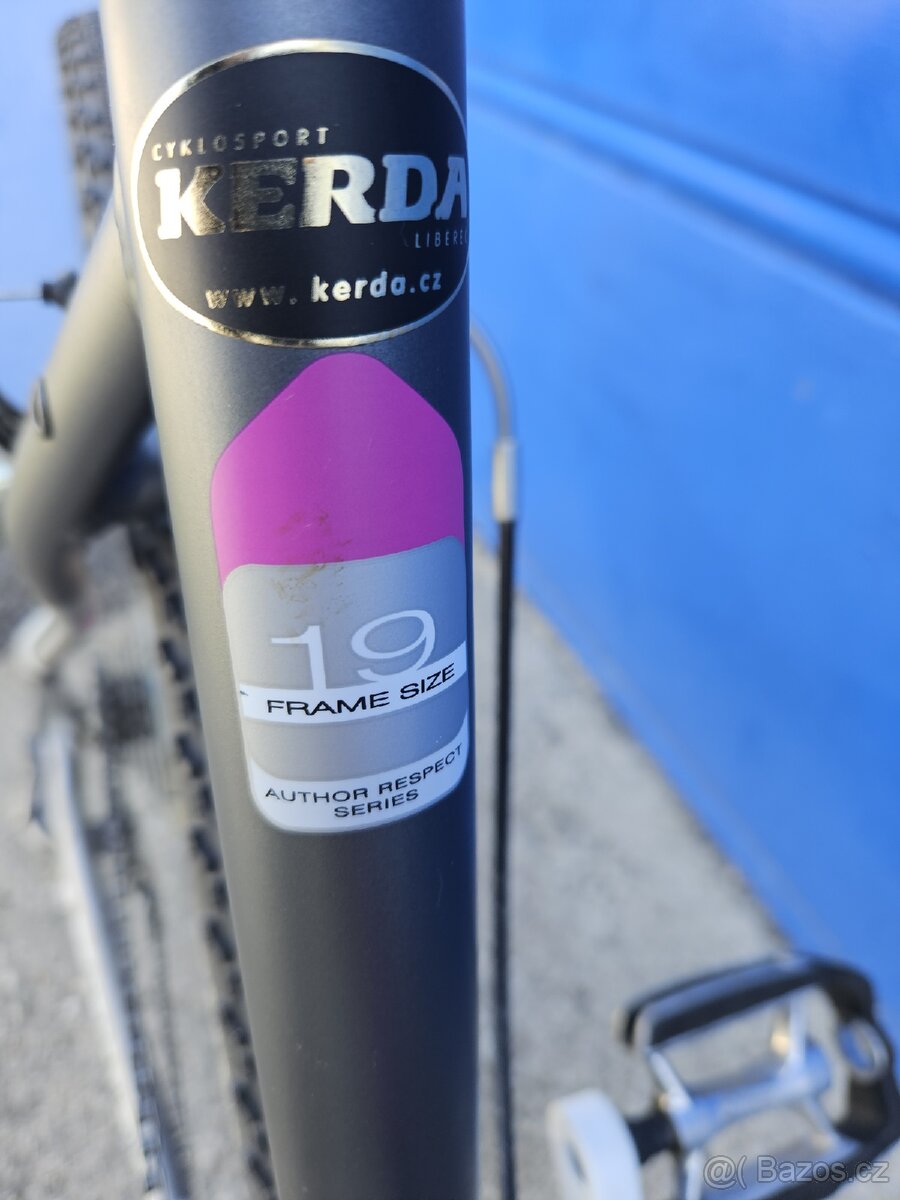 CYKLOSPORT
KERDA
LIBEREC
www.kerda.cz
19
FRAME SIZE
AUTHOR RESPECT
SERIES
@( Bazos.cz